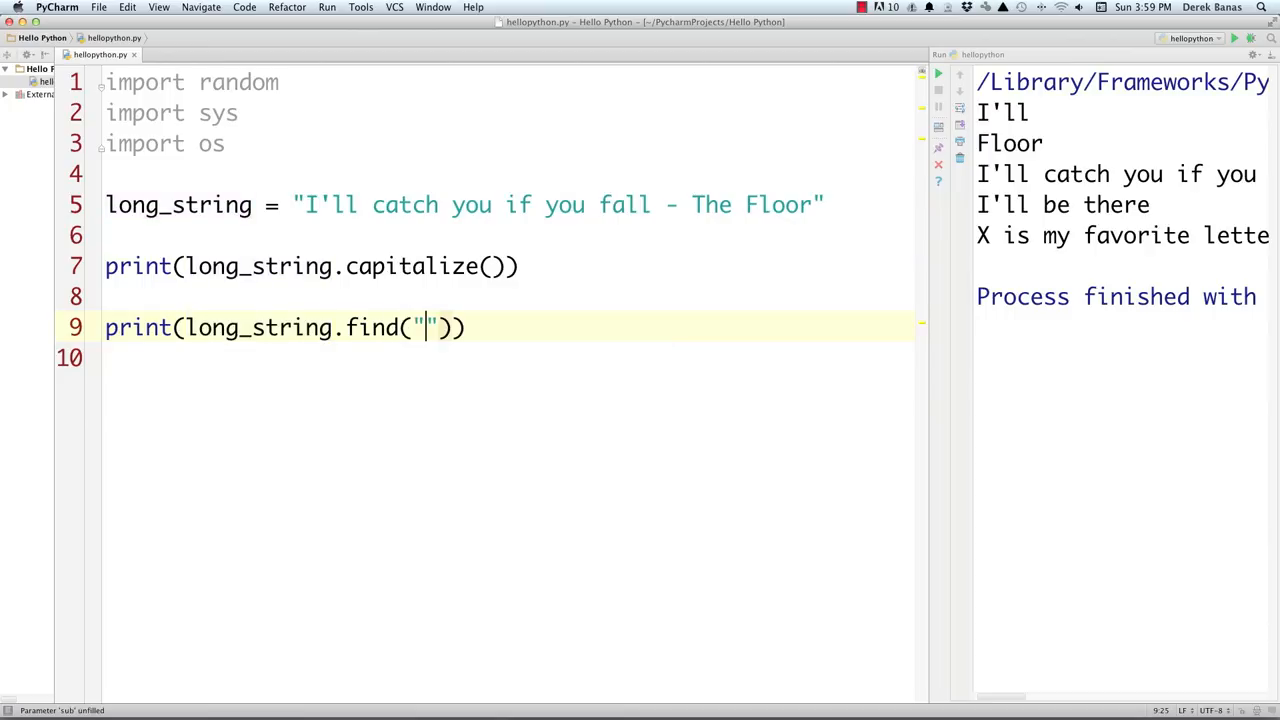 PyCharm File Edit View Navigate Code Refactor Run Tools VCS Window Help 10 Sun 3:59 PM Derek Banas
hellopython.py - Hello Python - [~/PycharmProjects/Hello Python]
Hello Python hellopython.py hellopython
hellopython.py Run hellopython
Hello P
hello
Externa
1 import random
2 sys
3 import os
4
5 long_string = "I'll catch you if you fall - The Floor"
6
7 print(long_string.capitalize())
8
9 print(long_string.find(""))
10
/Library/Frameworks/Py
I'll
Floor
I'll catch you if you
I'll be there
X is my favorite lette
Process finished with
Parameter 'sub' unfilled 9:25 LF UTF-8